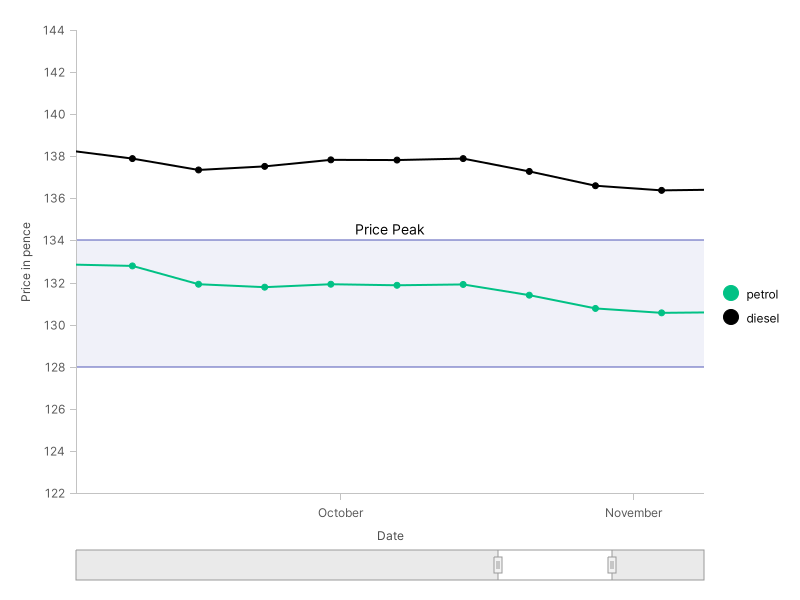 144
142
140
138
136
134
132
130
128
126
124
122
Price in pence
Price Peak
October
November
Date
petrol
diesel